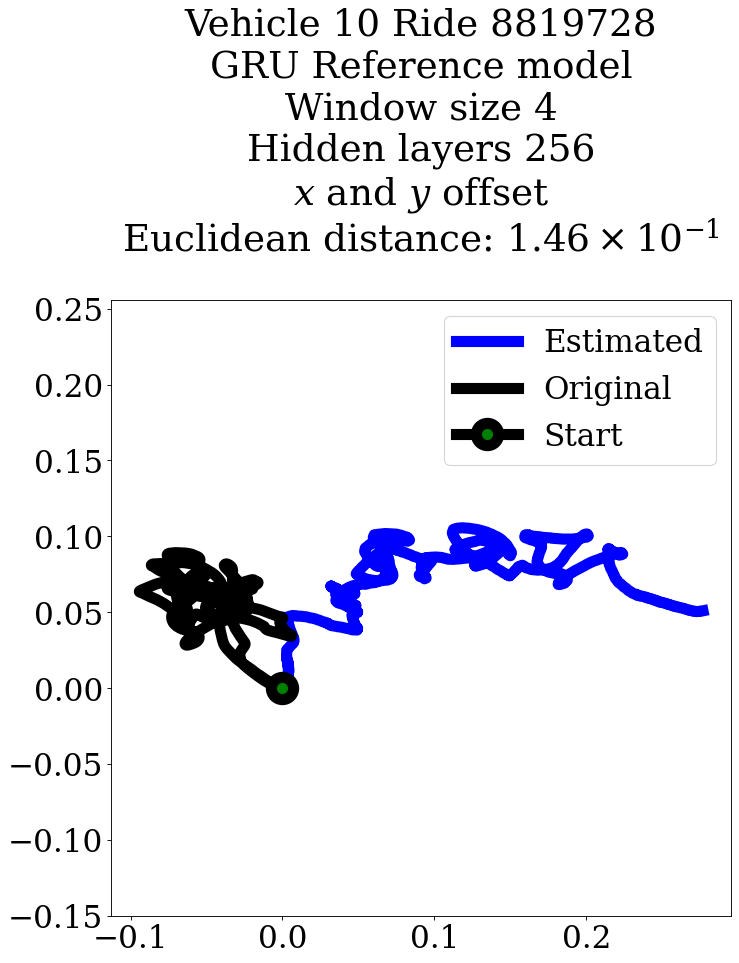 Vehicle 10 Ride 8819728
GRU Reference model
Window size 4
Hidden layers 256
x and y offset
Euclidean distance: 1.46 × 10⁻¹
Estimated
Original
Start
0.25
0.20
0.15
0.10
0.05
0.00
−0.05
−0.10
−0.15
−0.1 0.0 0.1 0.2